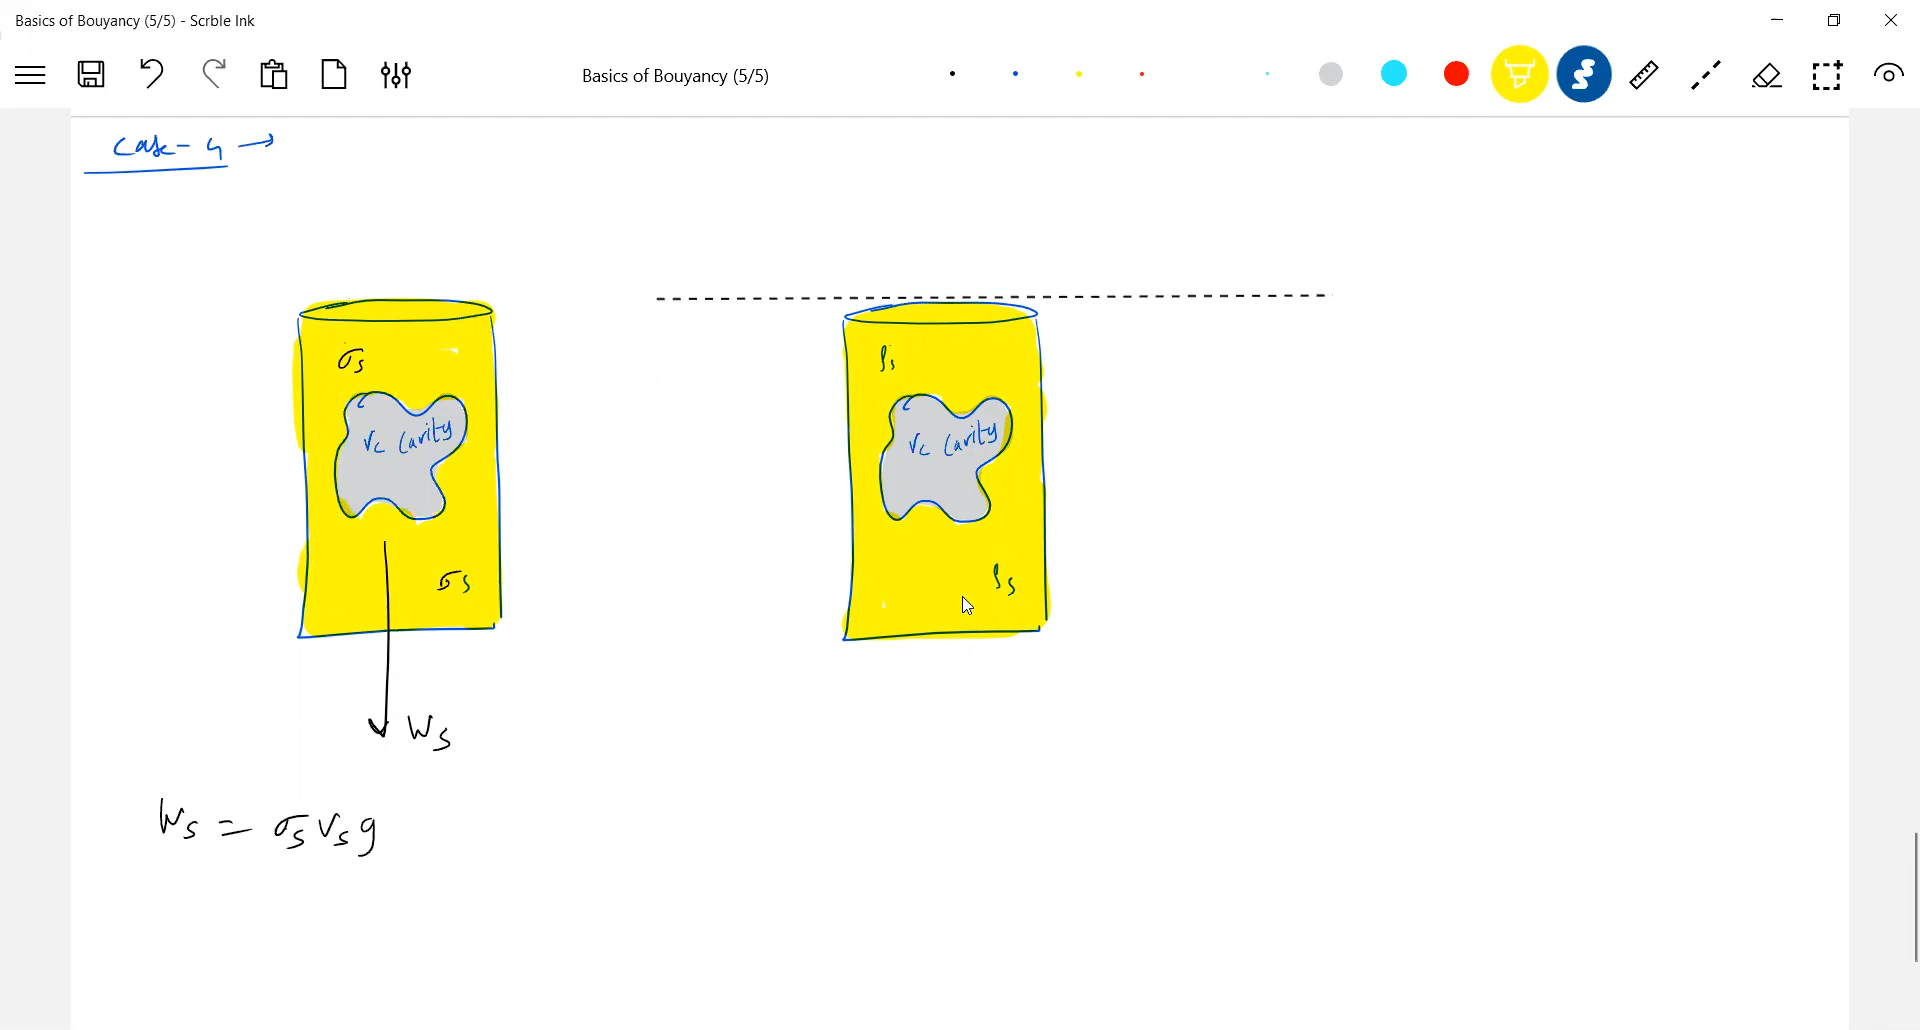 Basics of Bouyancy (5/5) - Scrble Ink
Basics of Bouyancy (5/5)
Case - 4 →
σs
Vc Cavity
σs
Ws
ρs
Vc Cavity
ρs
Ws = σs Vs g